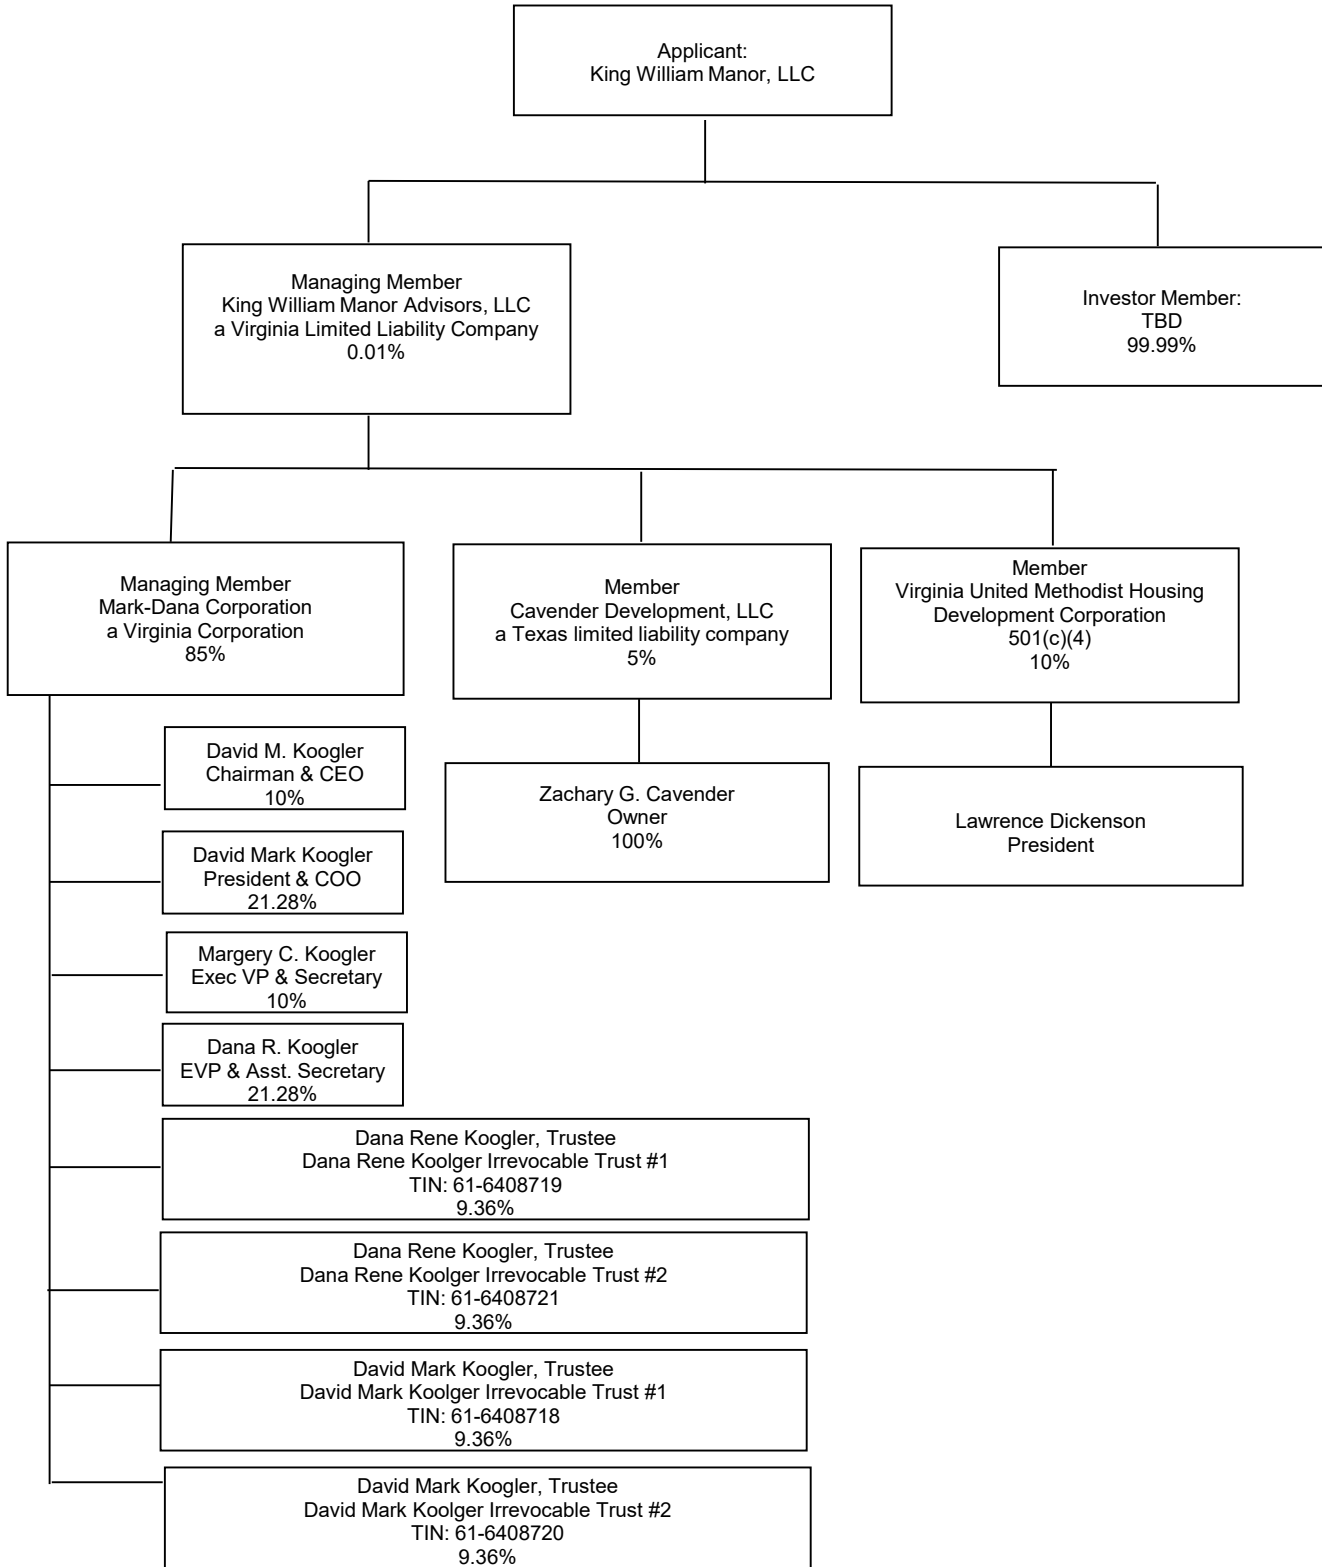 Applicant:
King William Manor, LLC
Managing Member
King William Manor Advisors, LLC
a Virginia Limited Liability Company
0.01%
Investor Member:
TBD
99.99%
Managing Member
Mark-Dana Corporation
a Virginia Corporation
85%
Member
Cavender Development, LLC
a Texas limited liability company
5%
Member
Virginia United Methodist Housing
Development Corporation
501(c)(4)
10%
David M. Koogler
Chairman & CEO
10%
David Mark Koogler
President & COO
21.28%
Margery C. Koogler
Exec VP & Secretary
10%
Dana R. Koogler
EVP & Asst. Secretary
21.28%
Dana Rene Koogler, Trustee
Dana Rene Koolger Irrevocable Trust #1
TIN: 61-6408719
9.36%
Dana Rene Koogler, Trustee
Dana Rene Koolger Irrevocable Trust #2
TIN: 61-6408721
9.36%
David Mark Koogler, Trustee
David Mark Koolger Irrevocable Trust #1
TIN: 61-6408718
9.36%
David Mark Koogler, Trustee
David Mark Koolger Irrevocable Trust #2
TIN: 61-6408720
9.36%
Zachary G. Cavender
Owner
100%
Lawrence Dickenson
President